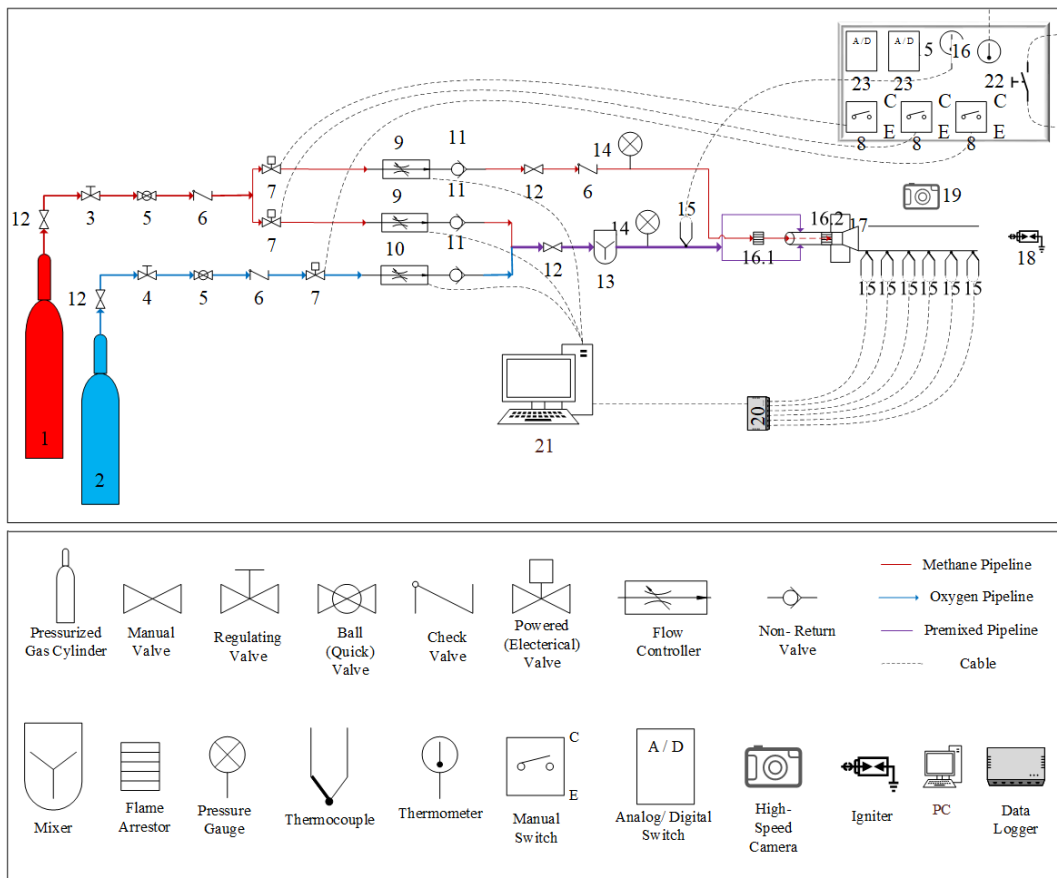 A / D
A / D
5
16
23
23
22
C
C
C
E
E
E
8
8
8
9
11
14
7
11
12
6
12
3
5
6
9
15
16.2
17
19
7
10
11
14
16.1
18
12
12
13
4
5
6
7
15
15
15
15
15
15
20
21
1
2
Pressurized
Gas Cylinder
Manual
Valve
Regulating
Valve
Ball
(Quick)
Valve
Check
Valve
Powered
(Electerical)
Valve
Flow
Controller
Non- Return
Valve
Methane Pipeline
Oxygen Pipeline
Premixed Pipeline
Cable
Mixer
Flame
Arrestor
Pressure
Gauge
Thermocouple
Thermometer
C
E
Manual
Switch
A / D
Analog/ Digital
Switch
High-
Speed
Camera
Igniter
PC
Data
Logger